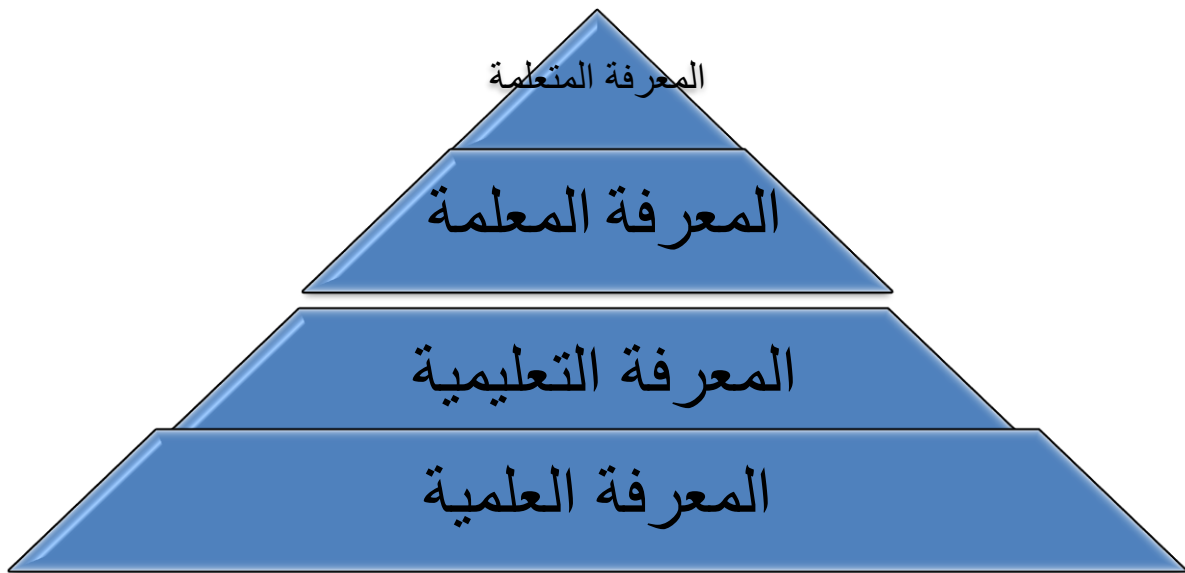 المعرفة المتعلمة
المعرفة المعلمة
المعرفة التعليمية
المعرفة العلمية